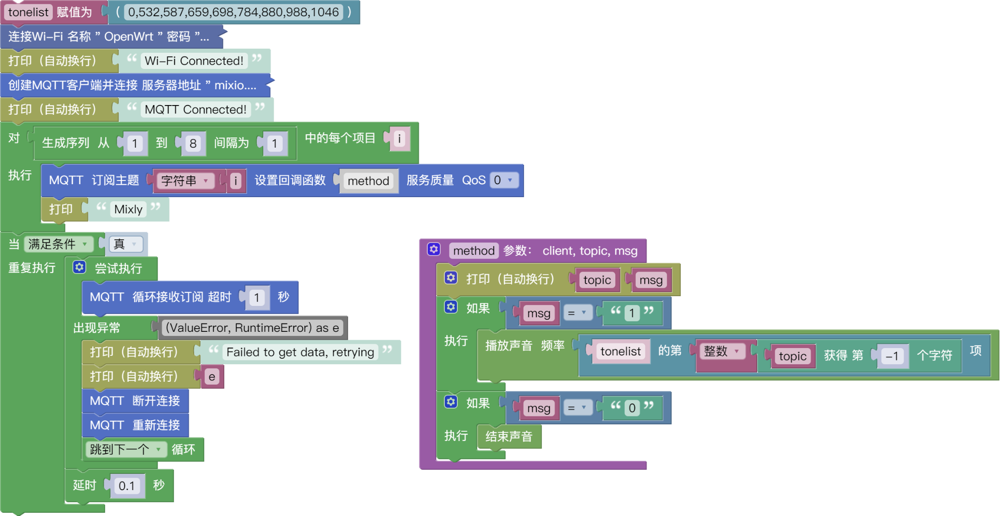 tonelist 赋值为 ( 0,532,587,659,698,784,880,988,1046 )
连接Wi-Fi 名称 ” OpenWrt ” 密码 ”...
打印（自动换行） “ Wi-Fi Connected! ”
创建MQTT客户端并连接 服务器地址 ” mixio....
打印（自动换行） “ MQTT Connected! ”
对 生成序列 从 1 到 8 间隔为 1 中的每个项目 i
执行 MQTT 订阅主题 字符串 i 设置回调函数 method 服务质量 QoS 0
打印 “ Mixly ”
当 满足条件 真
重复执行 尝试执行
MQTT 循环接收订阅 超时 1 秒
出现异常 (ValueError, RuntimeError) as e
打印（自动换行） “ Failed to get data, retrying ”
打印（自动换行） e
MQTT 断开连接
MQTT 重新连接
跳到下一个 循环
延时 0.1 秒
method 参数： client, topic, msg
打印（自动换行） topic msg
如果 msg = “ 1 ”
执行 播放声音 频率 tonelist 的第 整数 topic 获得 第 -1 个字符 项
如果 msg = “ 0 ”
执行 结束声音